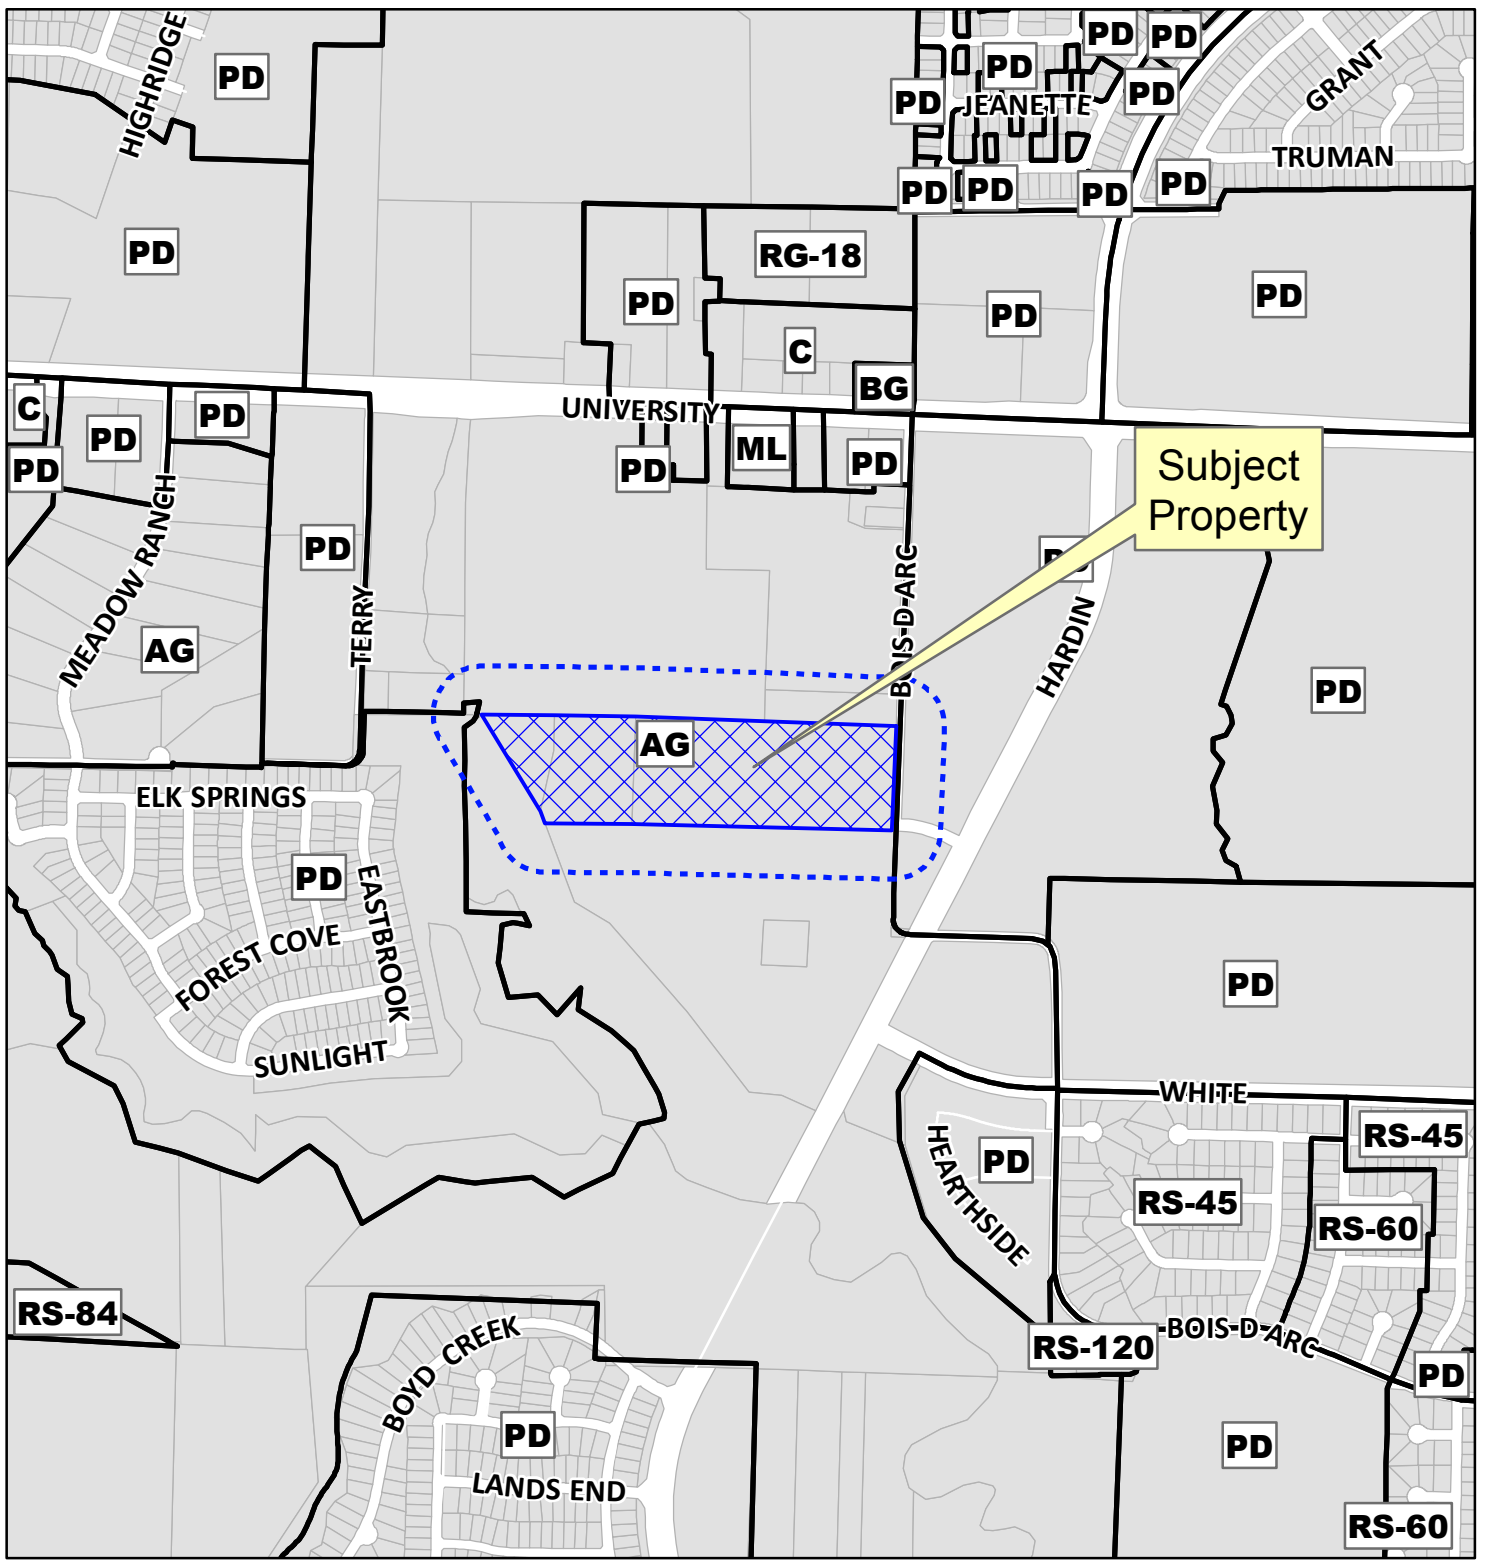 HIGHRIDGE
PD
PD
PD
PD
PD
PD
JEANETTE
PD
GRANT
TRUMAN
PD
PD
PD
PD
PD
RG-18
PD
PD
PD
C
BG
UNIVERSITY
C
PD
PD
PD
PD
ML
PD
Subject
Property
MEADOW RANCH
PD
TERRY
BOIS D ARC
HARDIN
AG
PD
AG
ELK SPRINGS
PD
EASTBROOK
FOREST COVE
SUNLIGHT
PD
WHITE
HEARTHSIDE
PD
RS-45
RS-45
RS-60
RS-84
BOYD CREEK
RS-120
BOIS D ARC
PD
PD
PD
LANDS END
RS-60